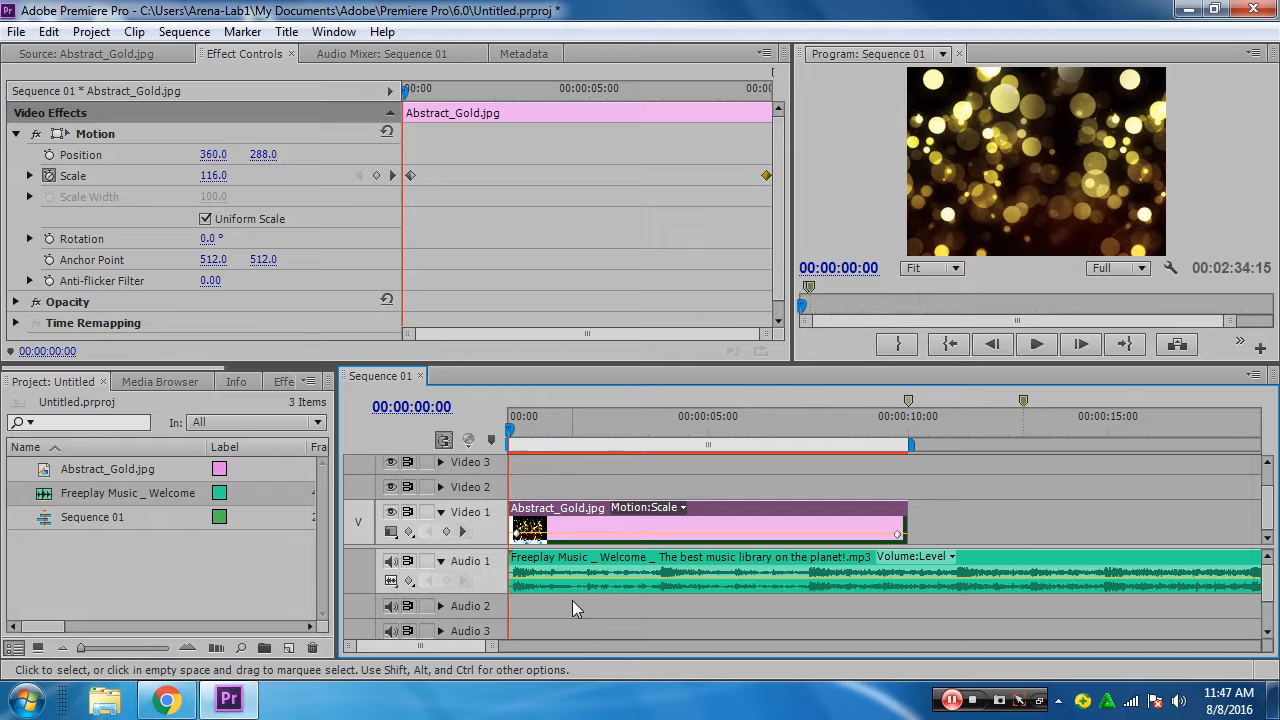 Adobe Premiere Pro - C:\Users\Arena-Lab1\My Documents\Adobe\Premiere Pro\6.0\Untitled.prproj *
File Edit Project Clip Sequence Marker Title Window Help
Source: Abstract_Gold.jpg Effect Controls Audio Mixer: Sequence 01 Metadata
Program: Sequence 01
Sequence 01 * Abstract_Gold.jpg
00:00 00:00:05:00 00:00
Video Effects
Abstract_Gold.jpg
fx Motion
Position 360.0 288.0
Scale 116.0
Scale Width 100.0
Uniform Scale
Rotation 0.0 °
Anchor Point 512.0 512.0
Anti-flicker Filter 0.00
fx Opacity
fx Time Remapping
00:00:00:00
00:00:00:00 Fit Full 00:02:34:15
Project: Untitled Media Browser Info Effe
Untitled.prproj 3 Items
In: All
Name Label Fra
Abstract_Gold.jpg
Freeplay Music _ Welcome
Sequence 01
Sequence 01
00:00:00:00
00:00 00:00:05:00 00:00:10:00 00:00:15:00
Video 3
Video 2
V Video 1
Abstract_Gold.jpg Motion:Scale
Audio 1
Freeplay Music _ Welcome _ The best music library on the planet!.mp3 Volume:Level
Audio 2
Audio 3
Click to select, or click in empty space and drag to marquee select. Use Shift, Alt, and Ctrl for other options.
Pr
11:47 AM
8/8/2016